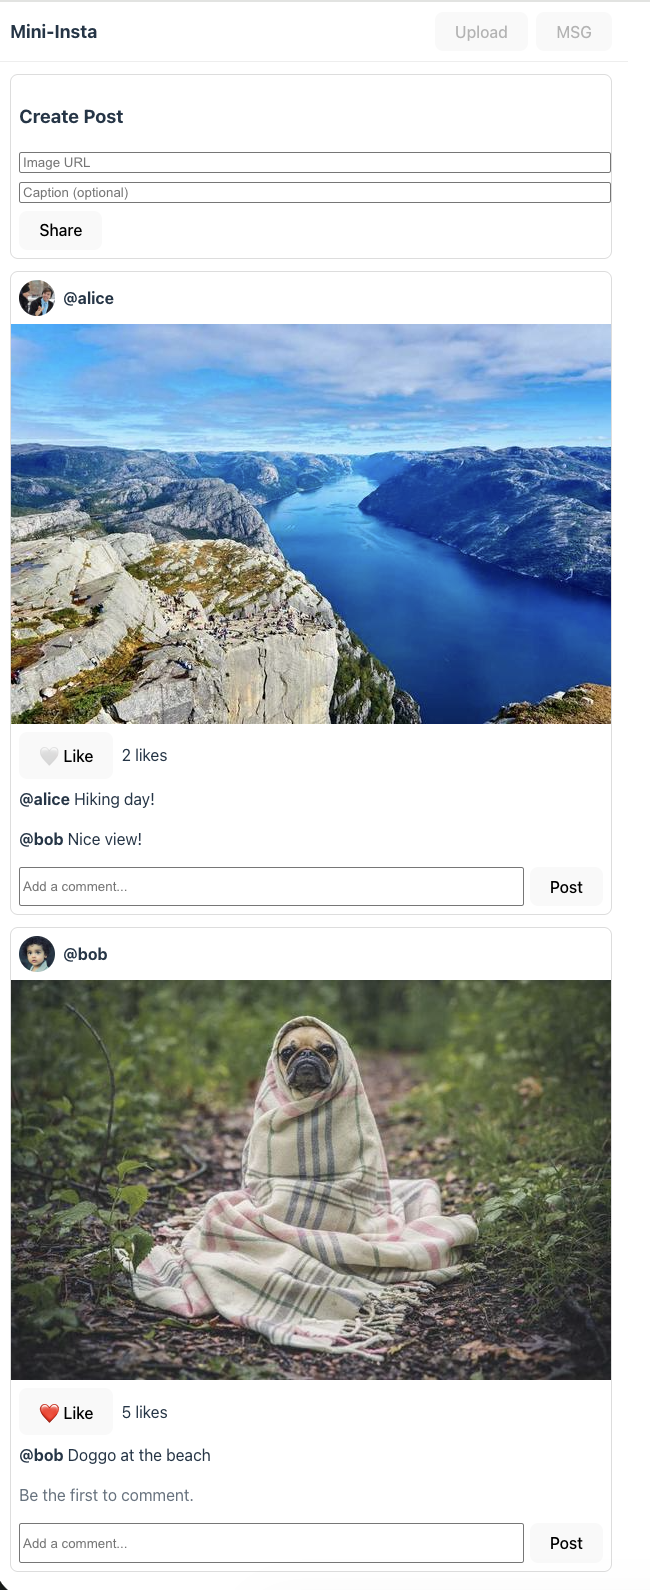 Mini-Insta Upload MSG
Create Post
Image URL
Caption (optional)
Share
@alice
🤍 Like 2 likes
@alice Hiking day!
@bob Nice view!
Add a comment... Post
@bob
❤️ Like 5 likes
@bob Doggo at the beach
Be the first to comment.
Add a comment... Post